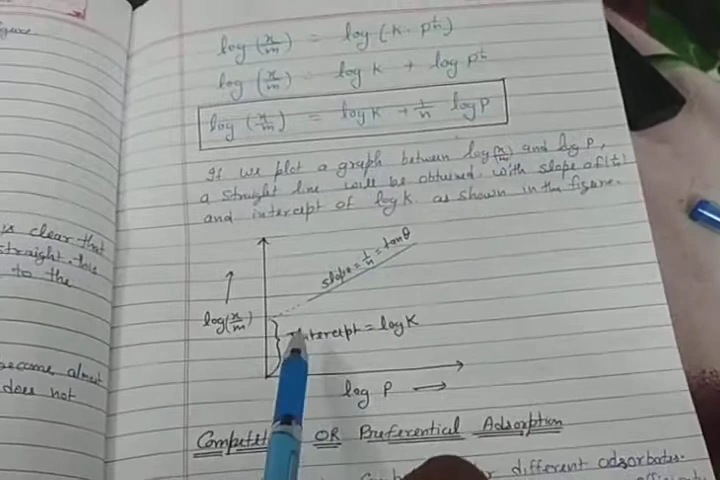 log(x/m) = log(K. P^1/n)
log(x/m) = log K + log P^1/n
log(x/m) = log K + 1/n log P
If we plot a graph between log(x/m) and log P,
a straight line will be obtained. with slope of (1/n)
and intercept of log K. as shown in the figure.
is clear that
straight. this
to the
slope = 1/n = tanθ
log(x/m)
Intercept = log K
log P
become almost
does not
OR Preferential Adsorption
different adsorbates.